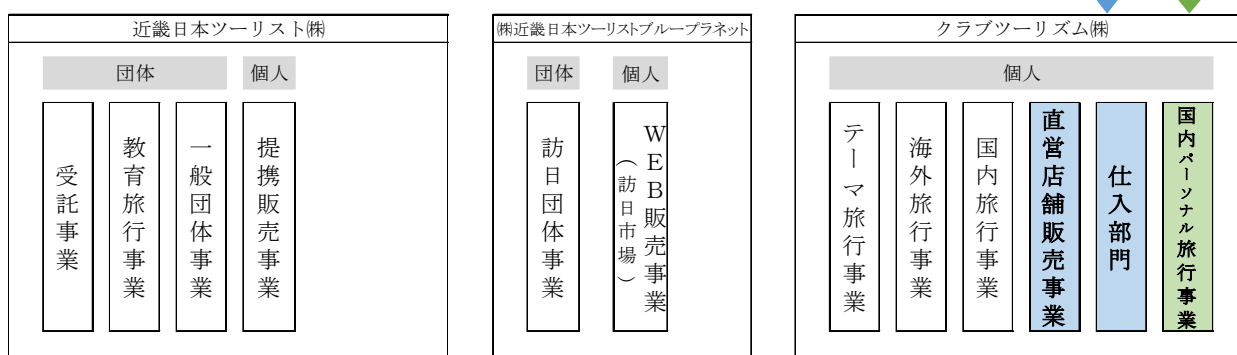 近畿日本ツーリスト㈱
団体
個人
受託事業
教育旅行事業
一般団体事業
提携販売事業
㈱近畿日本ツーリストブループラネット
団体
個人
訪日団体事業
WEB販売事業
（訪日市場）
クラブツーリズム㈱
個人
テーマ旅行事業
海外旅行事業
国内旅行事業
直営店舗販売事業
仕入部門
国内パーソナル旅行事業